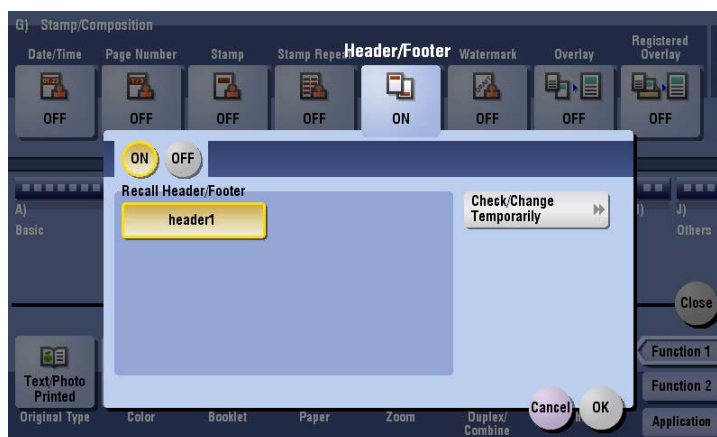 G) Stamp/Composition
Date/Time
Page Number
Stamp
Stamp Repeat
Header/Footer
Watermark
Overlay
Registered
Overlay
OFF
OFF
OFF
OFF
ON
OFF
OFF
OFF
ON
OFF
Recall Header/Footer
header1
Check/Change
Temporarily
A)
Basic
J)
Others
Close
Text/Photo
Printed
Function 1
Function 2
Application
Cancel
OK
Original Type
Color
Booklet
Paper
Zoom
Duplex/
Combine